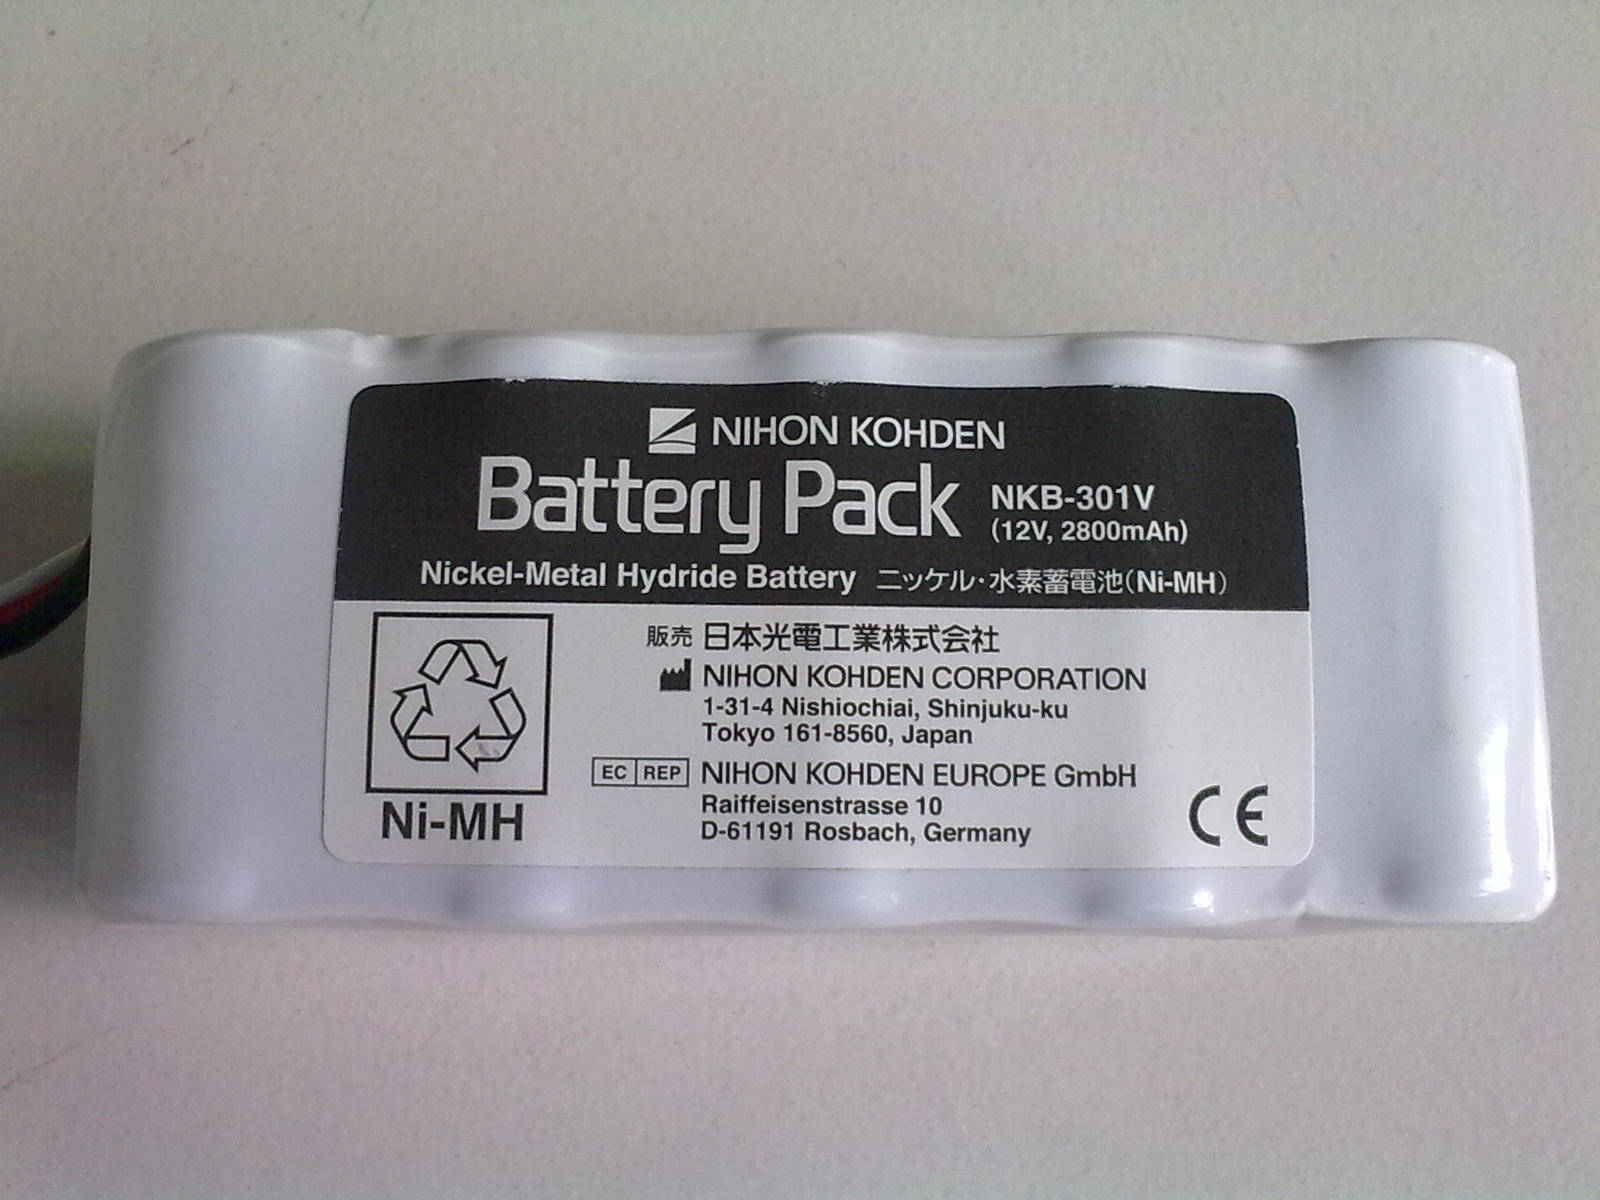 NIHON KOHDEN
Battery Pack NKB-301V
(12V, 2800mAh)
Nickel-Metal Hydride Battery ニッケル・水素蓄電池(Ni-MH)
Ni-MH
販売 日本光電工業株式会社
NIHON KOHDEN CORPORATION
1-31-4 Nishiochiai, Shinjuku-ku
Tokyo 161-8560, Japan
EC REP NIHON KOHDEN EUROPE GmbH
Raiffeisenstrasse 10
D-61191 Rosbach, Germany
CE